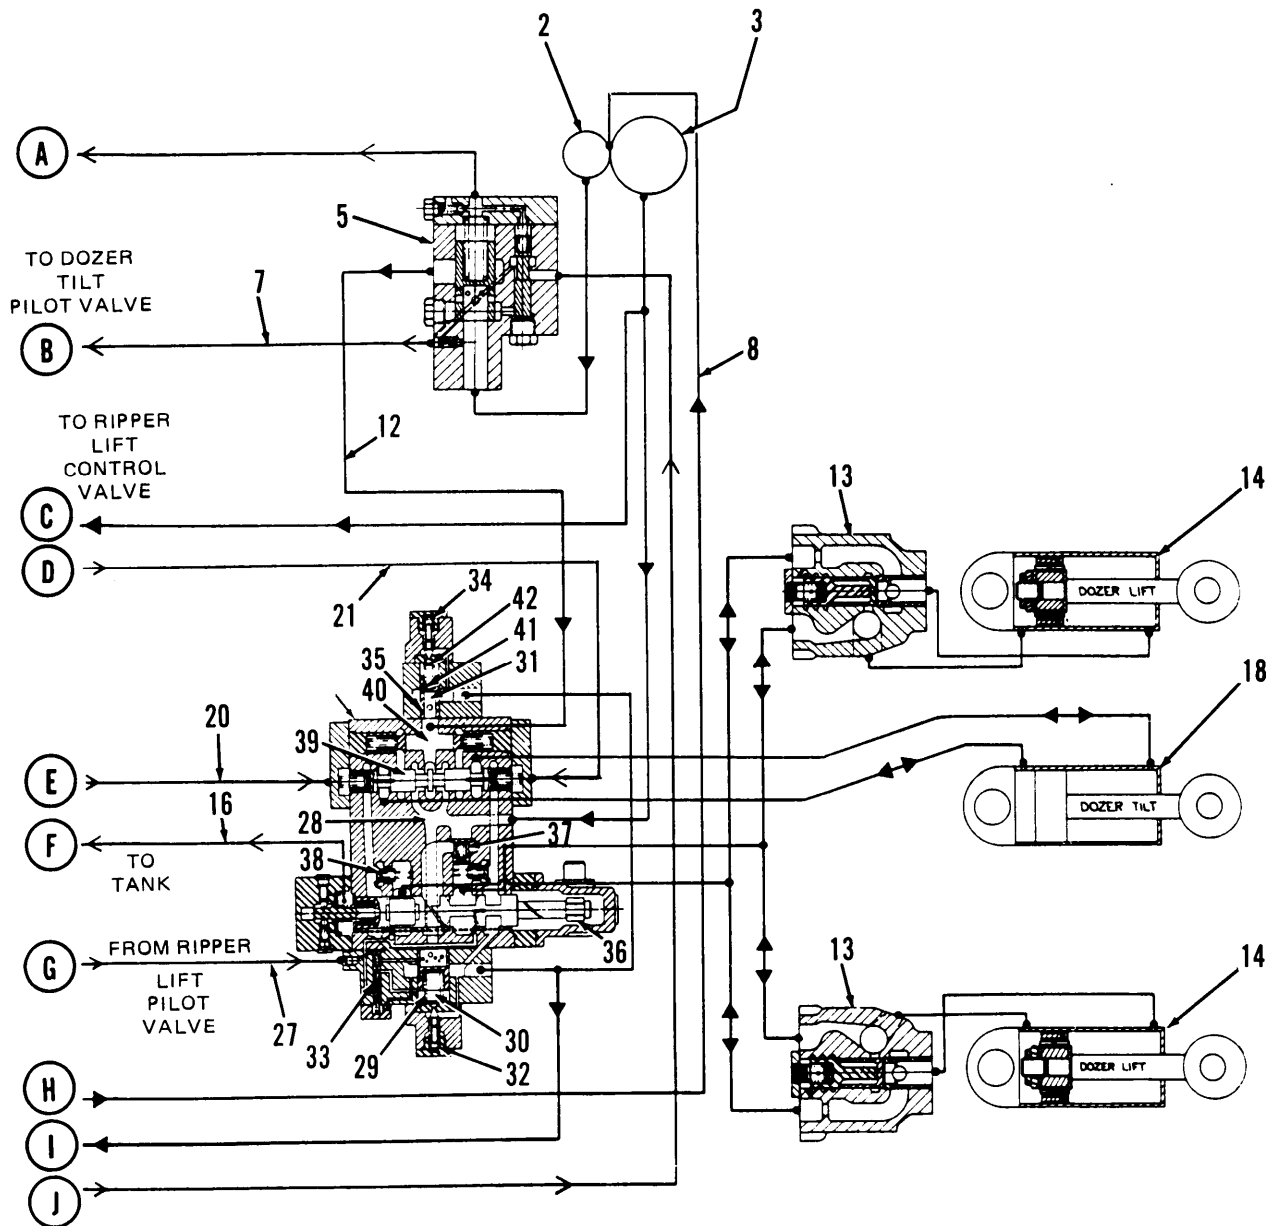 2
3
A
5
TO DOZER
TILT
PILOT VALVE
7
B
8
TO RIPPER
LIFT
CONTROL
VALVE
12
C
13
14
D
21
34
42
41
31
35
40
DOZER LIFT
18
20
39
E
16
28
37
DOZER TILT
F
TO
TANK
38
36
G
FROM RIPPER
LIFT
PILOT
VALVE
27
33
29
30
32
13
14
DOZER LIFT
H
I
J